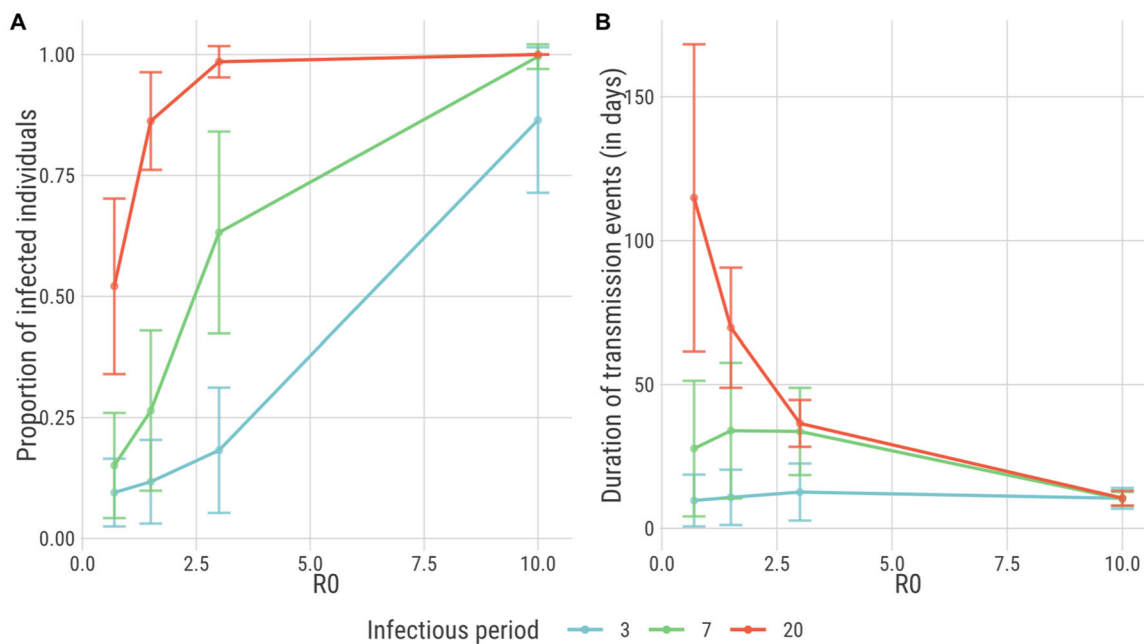 A
Proportion of infected individuals
1.00
0.75
0.50
0.25
0.00
0.0 2.5 5.0 7.5 10.0
R0
B
Duration of transmission events (in days)
150
100
50
0
0.0 2.5 5.0 7.5 10.0
R0
Infectious period 3 7 20